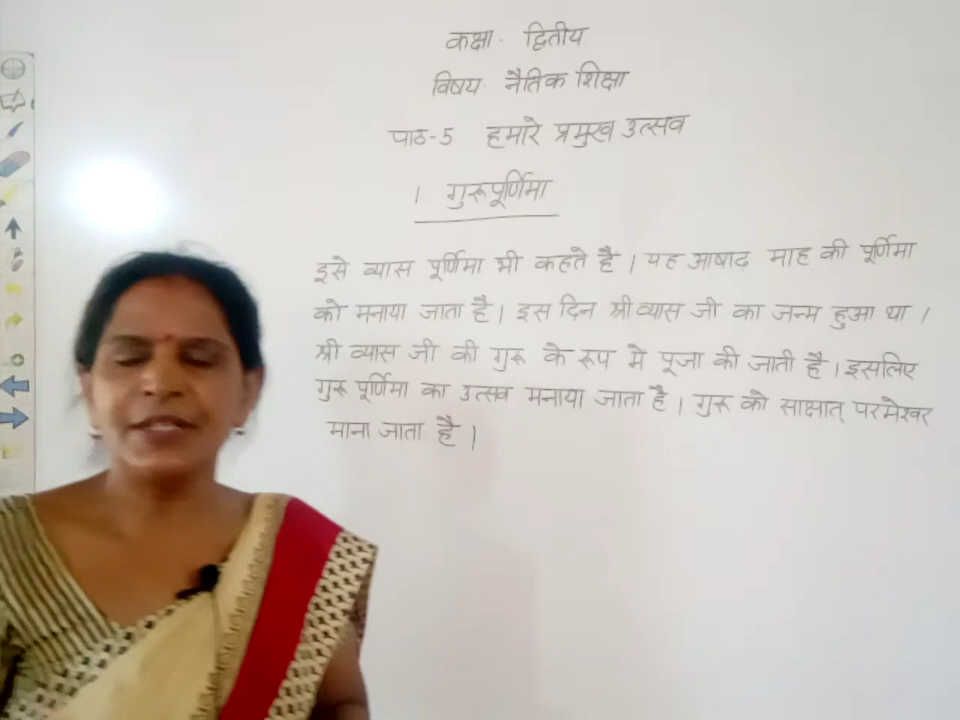 कक्षा - द्वितीय
विषय - नैतिक शिक्षा
पाठ-5 हमारे प्रमुख उत्सव
1. गुरूपूर्णिमा
इसे व्यास पूर्णिमा भी कहते है । यह आषाढ माह की पूर्णिमा
को मनाया जाता है । इस दिन श्री व्यास जी का जन्म हुआ था ।
श्री व्यास जी की गुरू के रूप मे पूजा की जाती है । इसलिए
गुरू पूर्णिमा का उत्सव मनाया जाता है । गुरू को साक्षात् परमेश्वर
माना जाता है ।